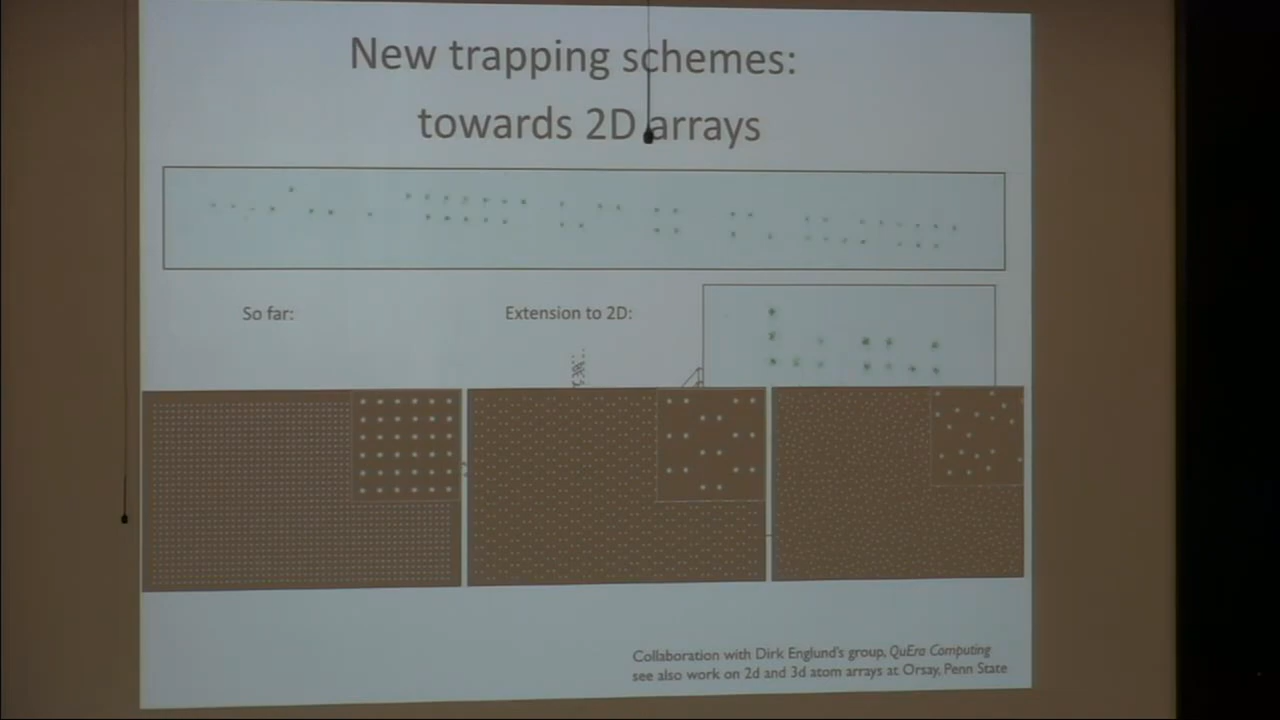 New trapping schemes:
towards 2D arrays
So far:
Extension to 2D:
Collaboration with Dirk Englund's group, QuEra Computing
see also work on 2d and 3d atom arrays at Orsay, Penn State